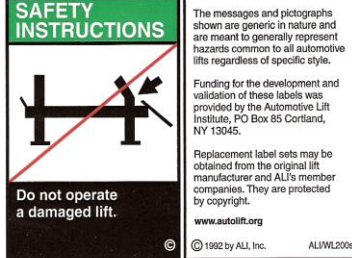 SAFETY
INSTRUCTIONS
Do not operate
a damaged lift.
©
The messages and pictographs
shown are generic in nature and
are meant to generally represent
hazards common to all automotive
lifts regardless of specific style.
Funding for the development and
validation of these labels was
provided by the Automotive Lift
Institute, PO Box 85 Cortland,
NY 13045.
Replacement label sets may be
obtained from the original lift
manufacturer and ALI's member
companies. They are protected
by copyright.
www.autolift.org
© 1992 by ALI, Inc. ALI/WL200s